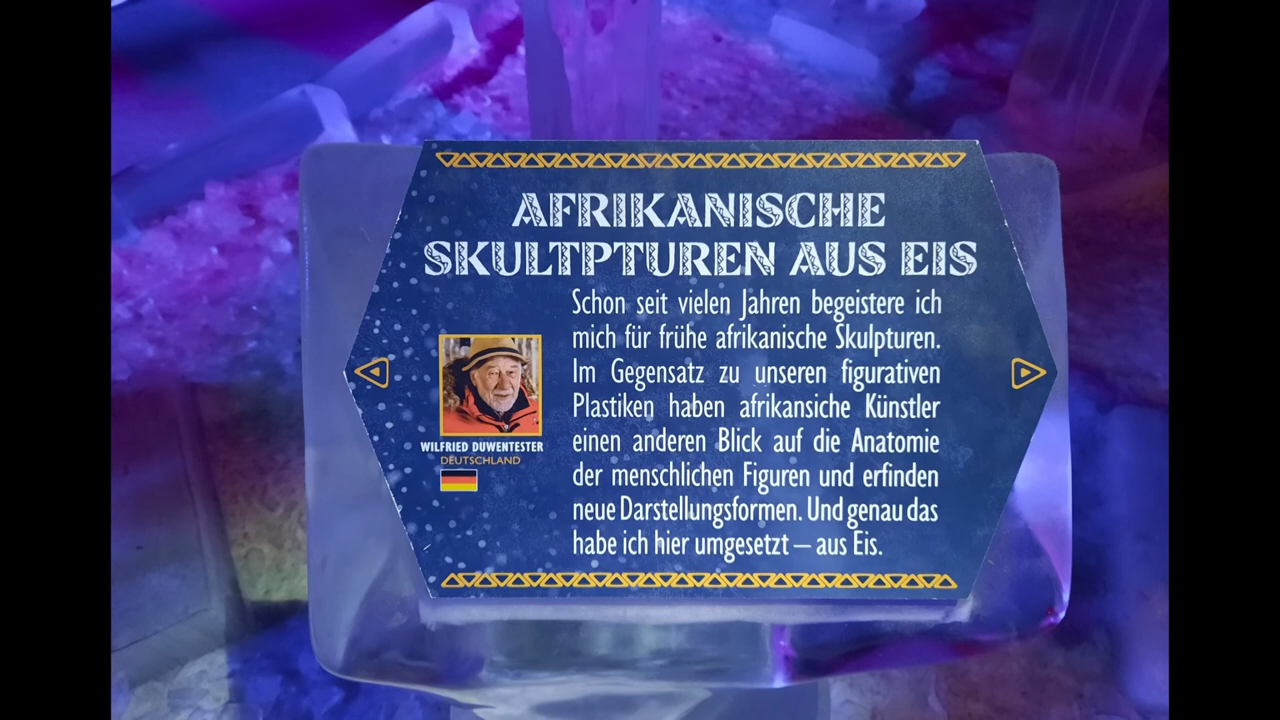 AFRIKANISCHE
SKULTPTUREN AUS EIS
Schon seit vielen Jahren begeistere ich
mich für frühe afrikanische Skulpturen.
Im Gegensatz zu unseren figurativen
Plastiken haben afrikansiche Künstler
einen anderen Blick auf die Anatomie
der menschlichen Figuren und erfinden
neue Darstellungsformen. Und genau das
habe ich hier umgesetzt – aus Eis.
WILFRIED DUWENTESTER
DEUTSCHLAND